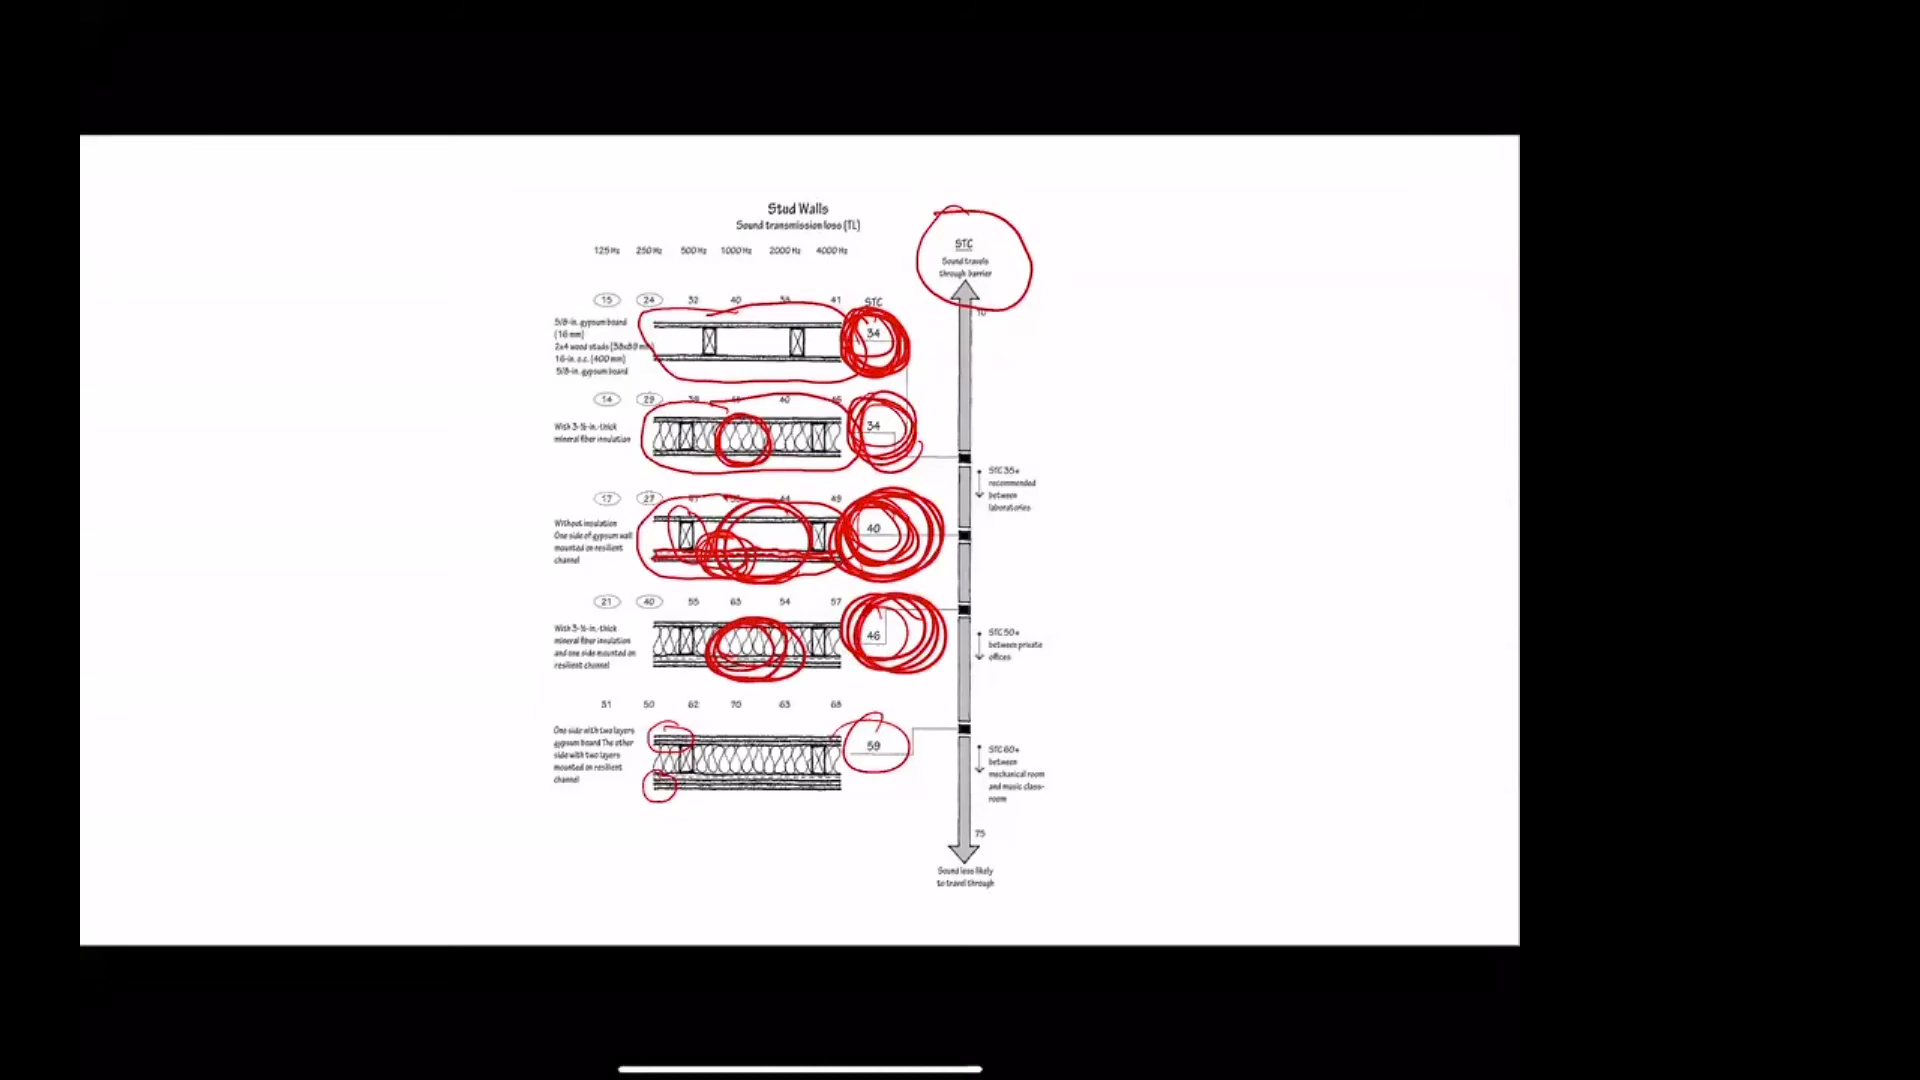 Stud Walls
Sound transmission loss (TL)
125 Hz 250 Hz 500 Hz 1000 Hz 2000 Hz 4000 Hz
STC
Sound travels
through barrier
10
15 24 32 40 41
STC
5/8-in. gypsum board
(16 mm)
2x4 wood studs (38x89 mm)
16-in. o.c. (400 mm)
5/8-in. gypsum board
34
14 29 38 40
With 3-½-in.-thick
mineral fiber insulation
34
STC 35+
recommended
between
laboratories
17 27 44 49
Without insulation
One side of gypsum wall
mounted on resilient
channel
40
21 40 55 63 54 57
With 3-½-in.-thick
mineral fiber insulation
and one side mounted on
resilient channel
46
STC 50+
between private
offices
31 50 62 70 63 68
One side with two layers
gypsum board The other
side with two layers
mounted on resilient
channel
59
STC 60+
between
mechanical room
and music class-
room
75
Sound less likely
to travel through